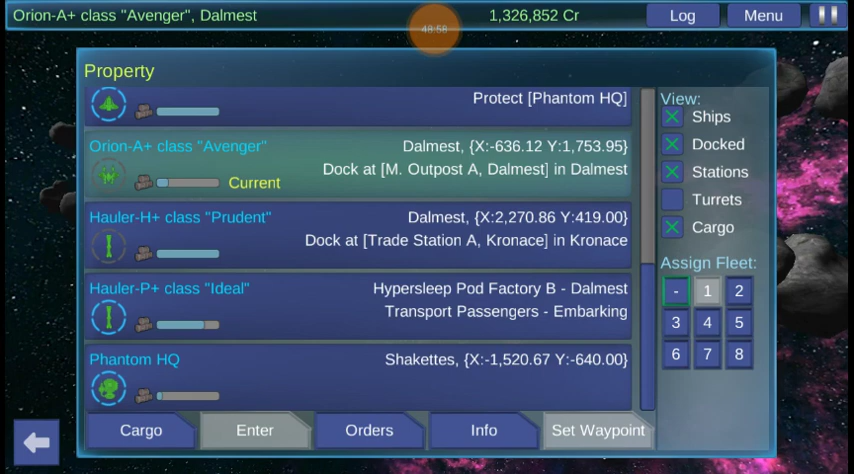 Orion-A+ class "Avenger", Dalmest
48:58
1,326,852 Cr
Log
Menu
Property
Protect [Phantom HQ]
Orion-A+ class "Avenger"
Dalmest, {X:-636.12 Y:1,753.95}
Dock at [M. Outpost A, Dalmest] in Dalmest
Current
Hauler-H+ class "Prudent"
Dalmest, {X:2,270.86 Y:419.00}
Dock at [Trade Station A, Kronace] in Kronace
Hauler-P+ class "Ideal"
Hypersleep Pod Factory B - Dalmest
Transport Passengers - Embarking
Phantom HQ
Shakettes, {X:-1,520.67 Y:-640.00}
View:
Ships
Docked
Stations
Turrets
Cargo
Assign Fleet:
- 1 2
3 4 5
6 7 8
Cargo
Enter
Orders
Info
Set Waypoint